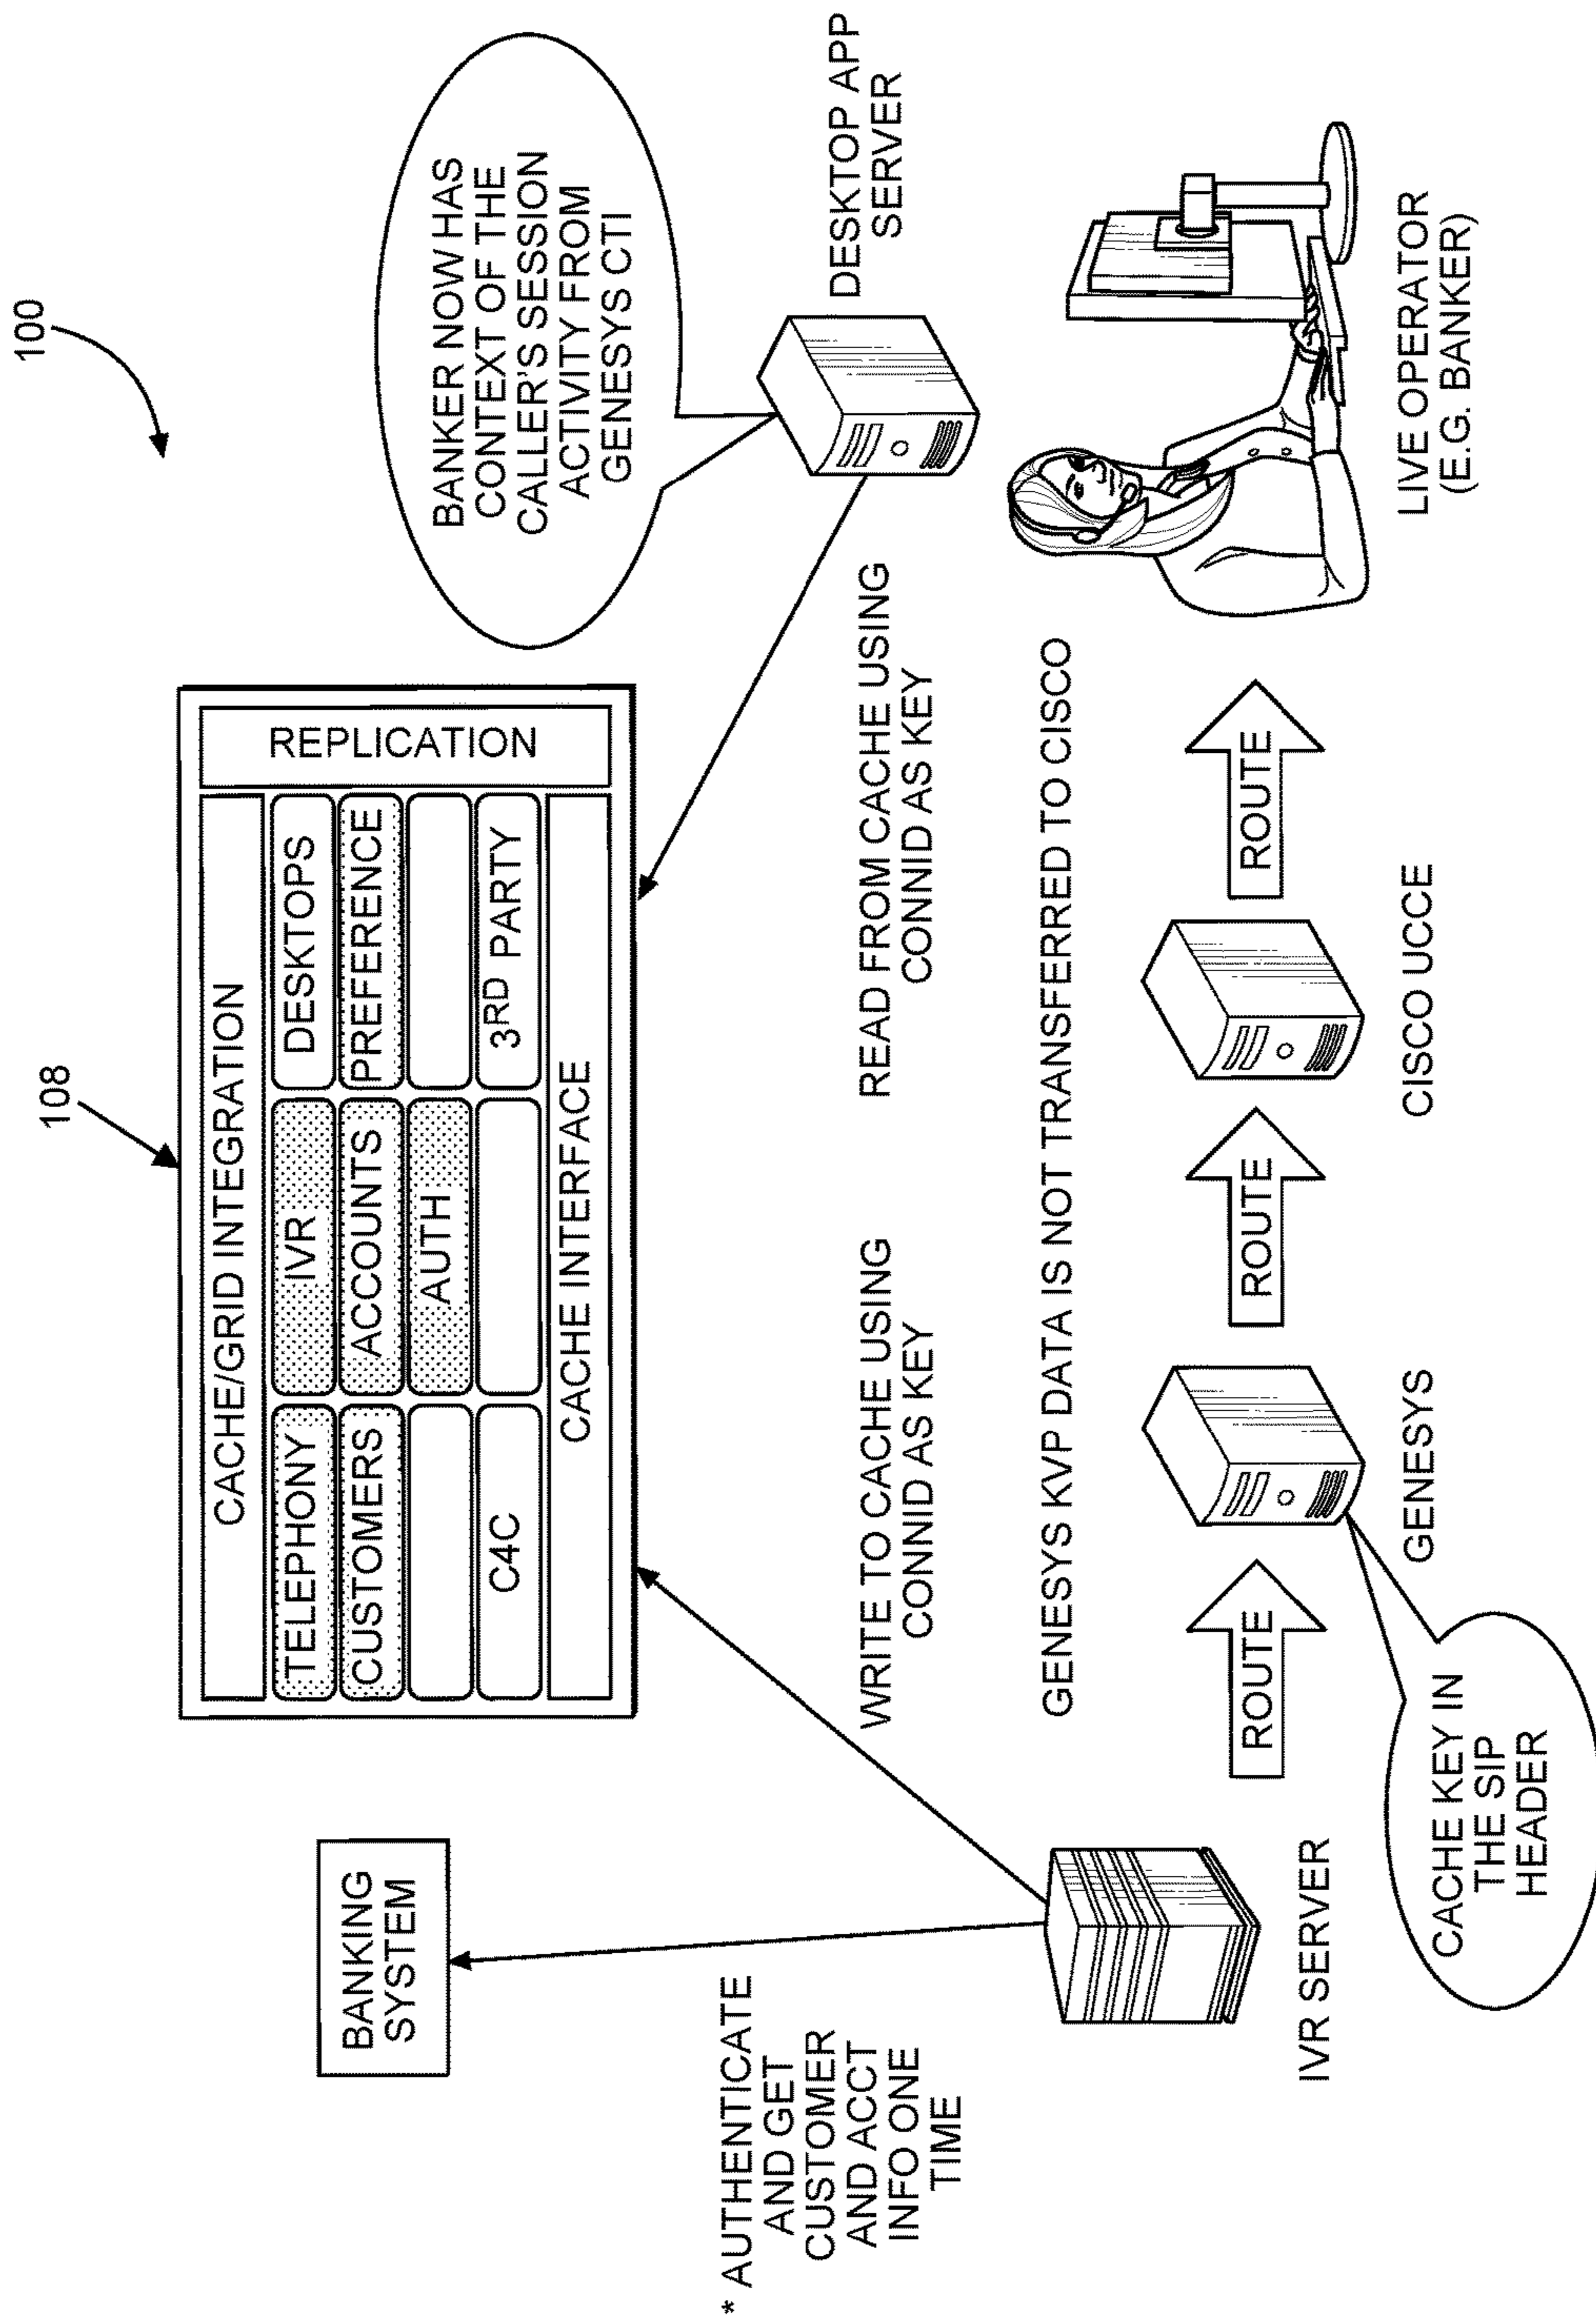 100
108
CACHE/GRID INTEGRATION
TELEPHONY
IVR
DESKTOPS
CUSTOMERS
ACCOUNTS
PREFERENCE
AUTH
C4C
3RD PARTY
CACHE INTERFACE
REPLICATION
BANKER NOW HAS
CONTEXT OF THE
CALLER'S SESSION
ACTIVITY FROM
GENESYS CTI
DESKTOP APP
SERVER
BANKING
SYSTEM
* AUTHENTICATE
AND GET
CUSTOMER
AND ACCT
INFO ONE
TIME
WRITE TO CACHE USING
CONNID AS KEY
READ FROM CACHE USING
CONNID AS KEY
GENESYS KVP DATA IS NOT TRANSFERRED TO CISCO
IVR SERVER
ROUTE
GENESYS
ROUTE
CISCO UCCE
ROUTE
LIVE OPERATOR
(E.G. BANKER)
CACHE KEY IN
THE SIP
HEADER